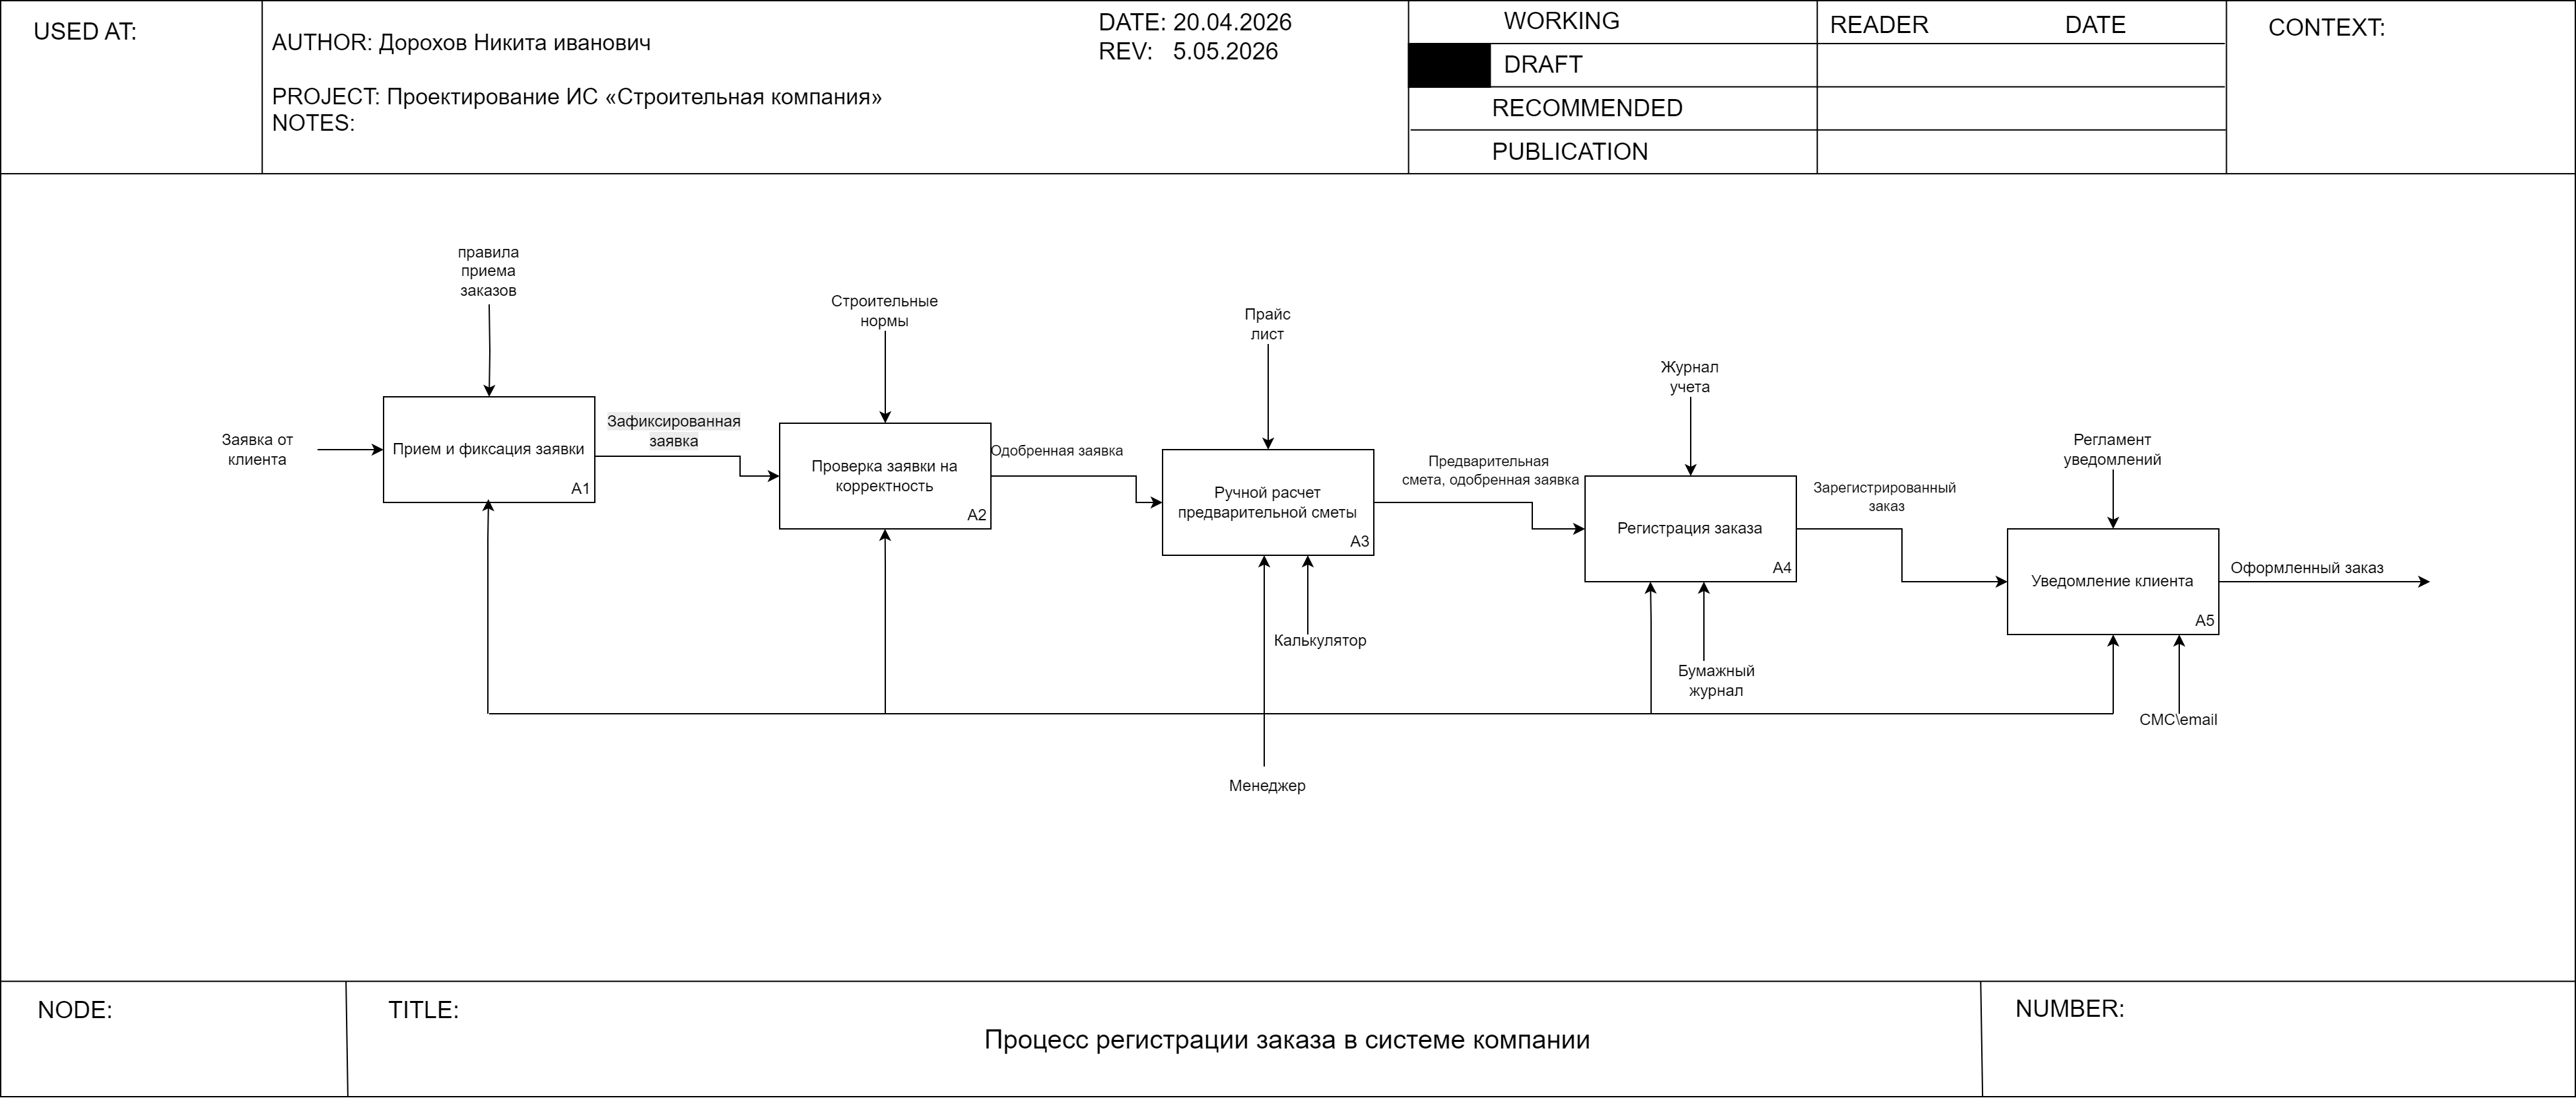 USED AT:
AUTHOR: Дорохов Никита иванович
PROJECT: Проектирование ИС «Строительная компания»
NOTES:
DATE: 20.04.2026
REV: 5.05.2026
WORKING
DRAFT
RECOMMENDED
PUBLICATION
READER DATE
CONTEXT:
правила
приема
заказов
Строительные
нормы
Прайс
лист
Журнал
учета
Регламент
уведомлений
Заявка от
клиента
Прием и фиксация заявки
A1
Зафиксированная
заявка
Проверка заявки на
корректность
A2
Одобренная заявка
Ручной расчет
предварительной сметы
A3
Предварительная
смета, одобренная заявка
Регистрация заказа
A4
Зарегистрированный
заказ
Уведомление клиента
A5
Оформленный заказ
Калькулятор
Бумажный
журнал
СМС\email
Менеджер
NODE:
TITLE:
Процесс регистрации заказа в системе компании
NUMBER: